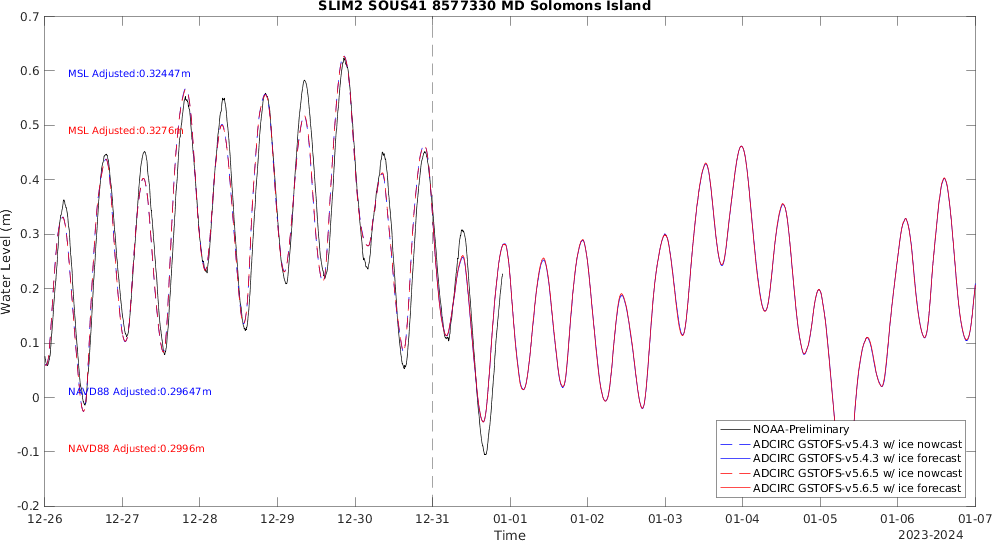 SLIM2 SOUS41 8577330 MD Solomons Island
Water Level (m)
0.7
0.6
0.5
0.4
0.3
0.2
0.1
0
-0.1
-0.2
MSL Adjusted:0.32447m
MSL Adjusted:0.3276m
NAVD88 Adjusted:0.29647m
NAVD88 Adjusted:0.2996m
NOAA-Preliminary
ADCIRC GSTOFS-v5.4.3 w/ ice nowcast
ADCIRC GSTOFS-v5.4.3 w/ ice forecast
ADCIRC GSTOFS-v5.6.5 w/ ice nowcast
ADCIRC GSTOFS-v5.6.5 w/ ice forecast
12-26 12-27 12-28 12-29 12-30 12-31 01-01 01-02 01-03 01-04 01-05 01-06 01-07
Time
2023-2024